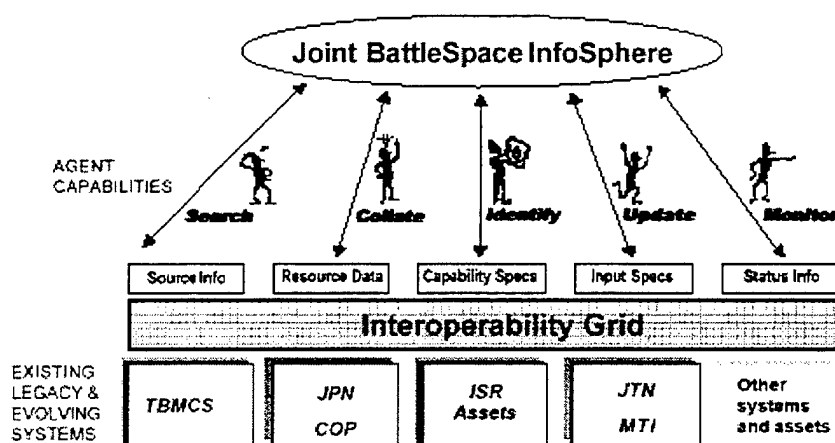 Joint BattleSpace InfoSphere
AGENT
CAPABILITIES
Search
Collate
Identify
Update
Monitor
Source Info
Resource Data
Capability Specs
Input Specs
Status Info
Interoperability Grid
EXISTING
LEGACY &
EVOLVING
SYSTEMS
TBMCS
JPN
COP
ISR
Assets
JTN
MTI
Other
systems
and assets